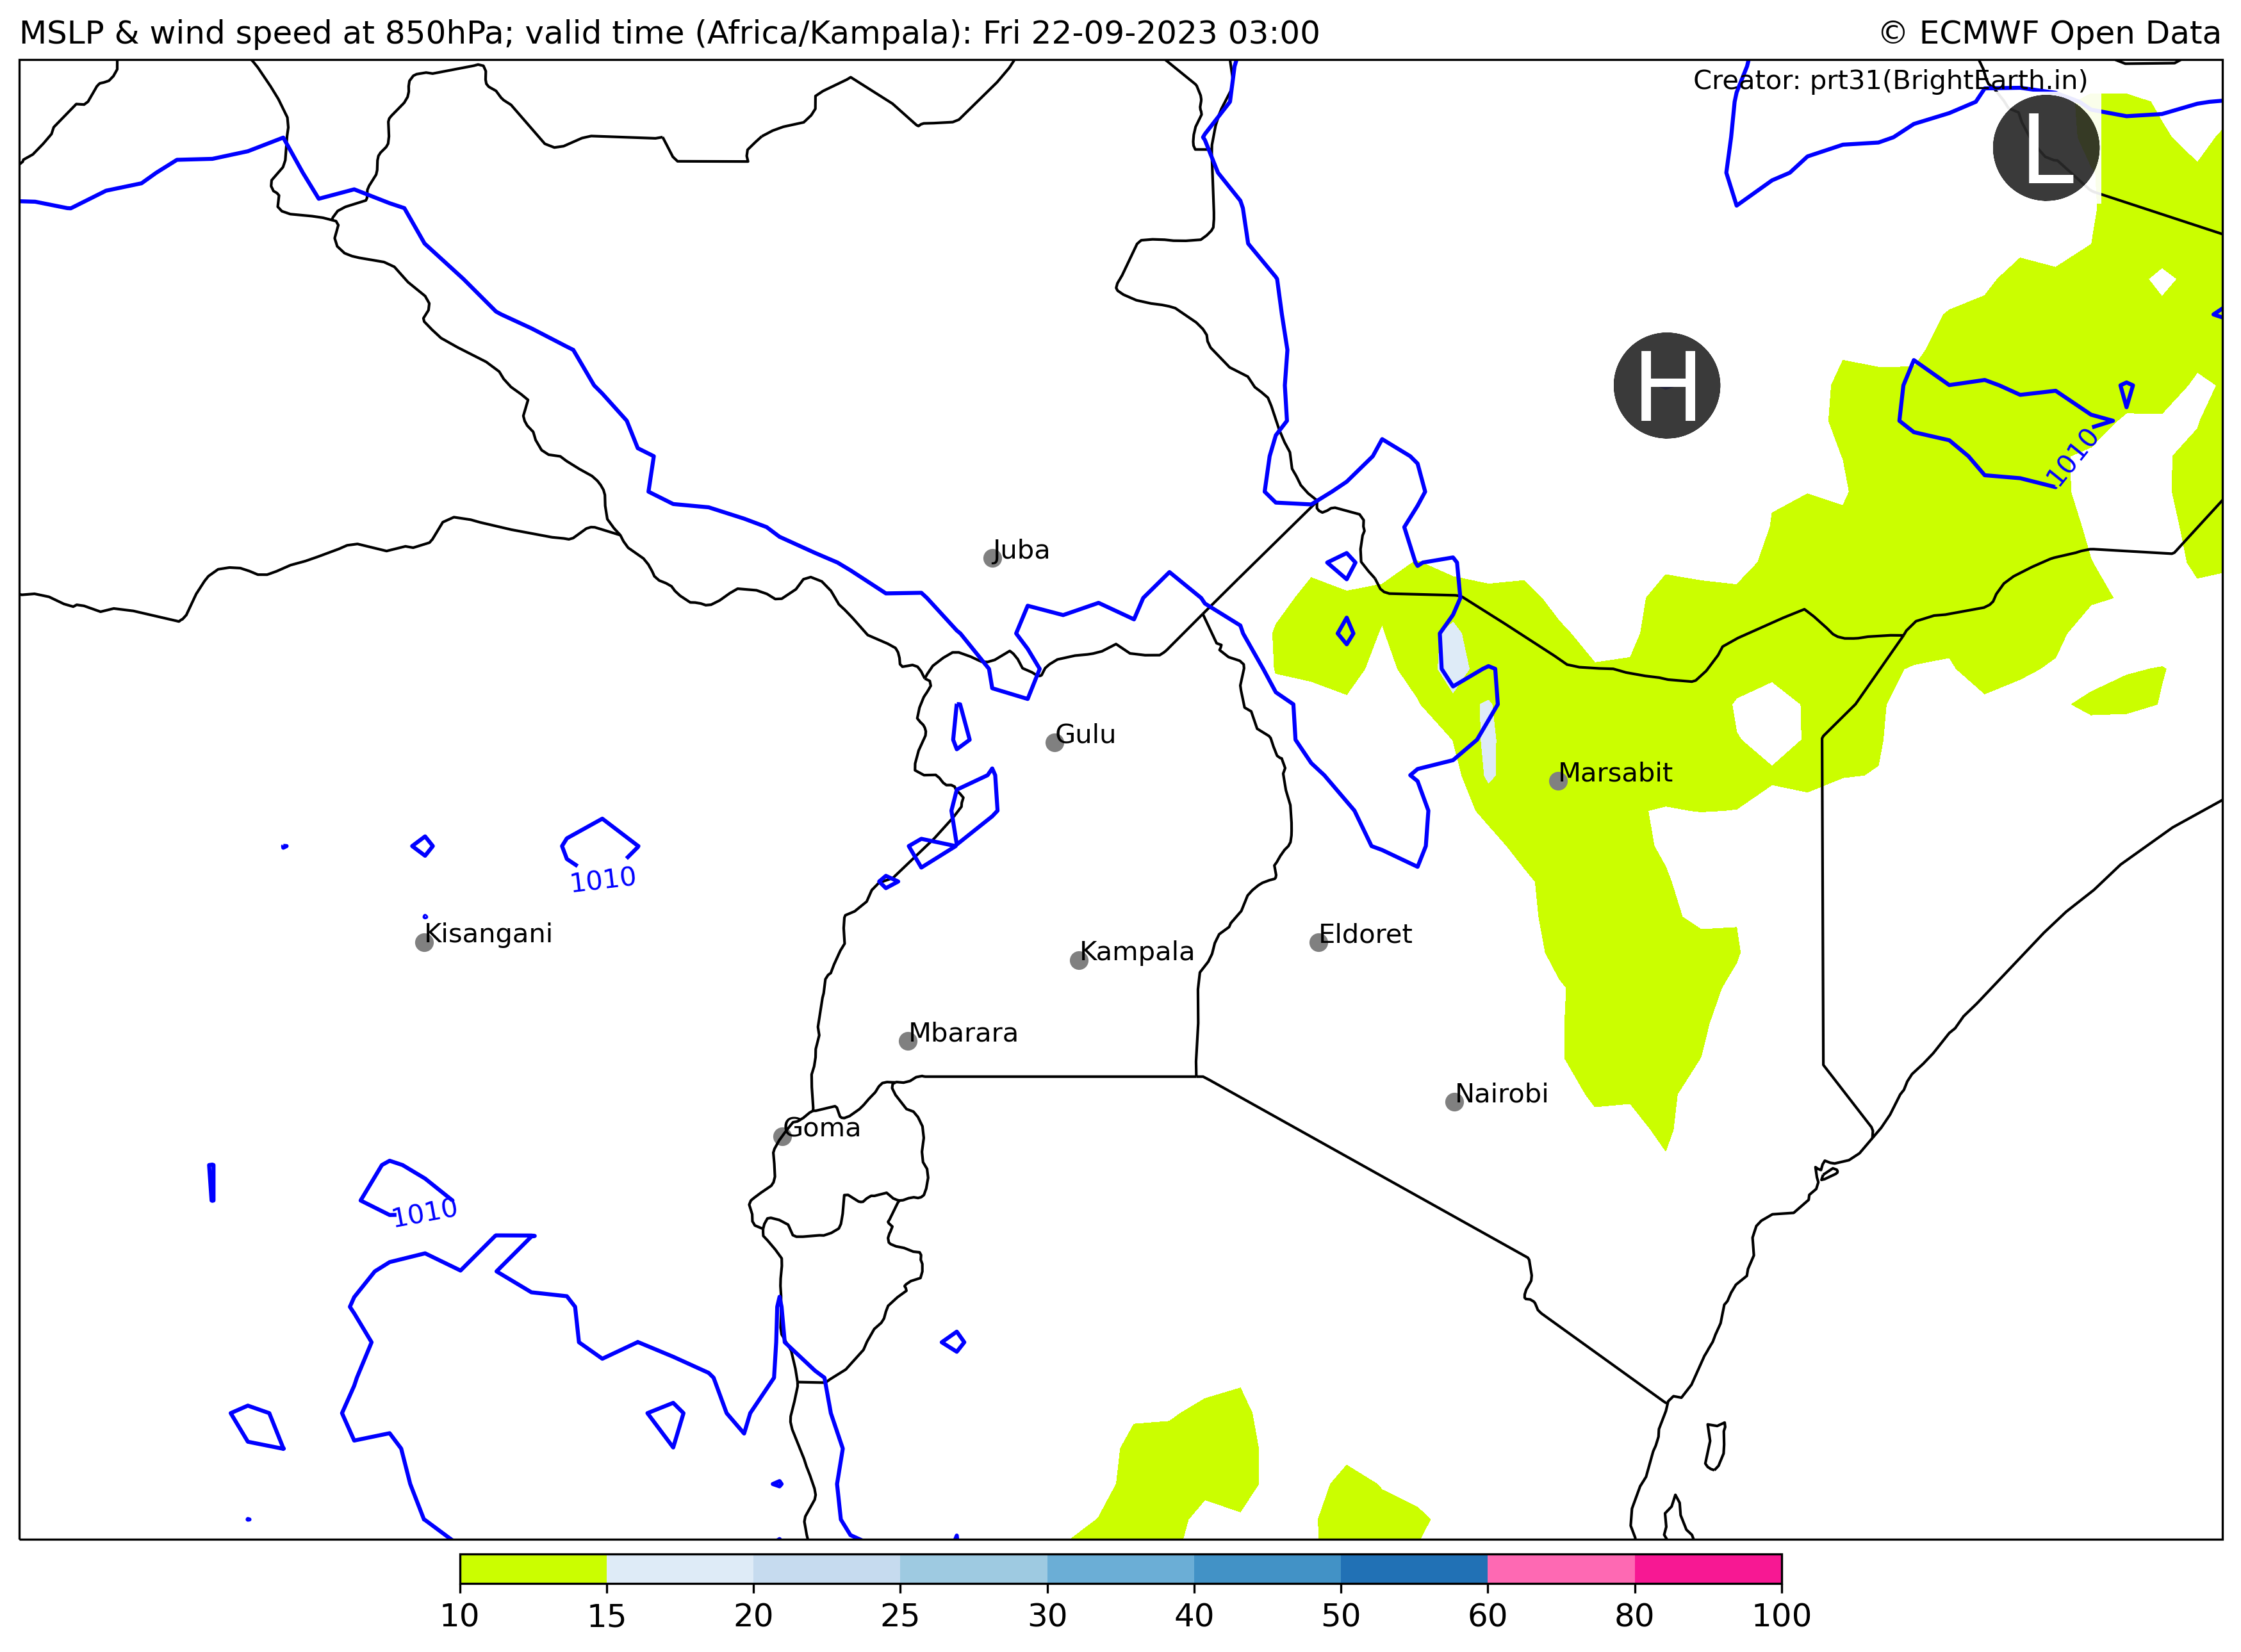 MSLP & wind speed at 850hPa; valid time (Africa/Kampala): Fri 22-09-2023 03:00
© ECMWF Open Data
Creator: prt31(BrightEarth.in)
L
H
1010
Juba
Gulu
Marsabit
1010
Kisangani
Eldoret
Kampala
Mbarara
Nairobi
Goma
1010
10 15 20 25 30 40 50 60 80 100